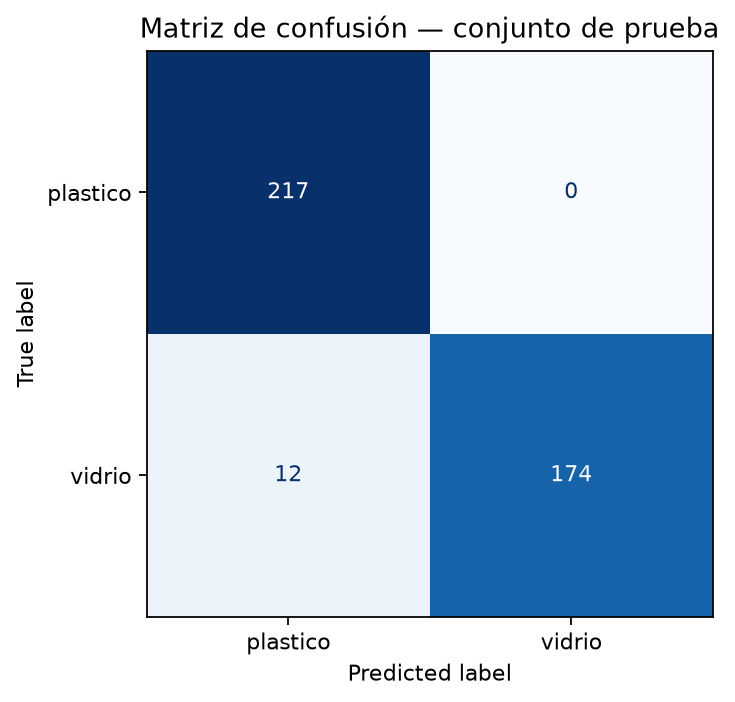 Matriz de confusión — conjunto de prueba
True label
plastico
217
0
vidrio
12
174
plastico
vidrio
Predicted label